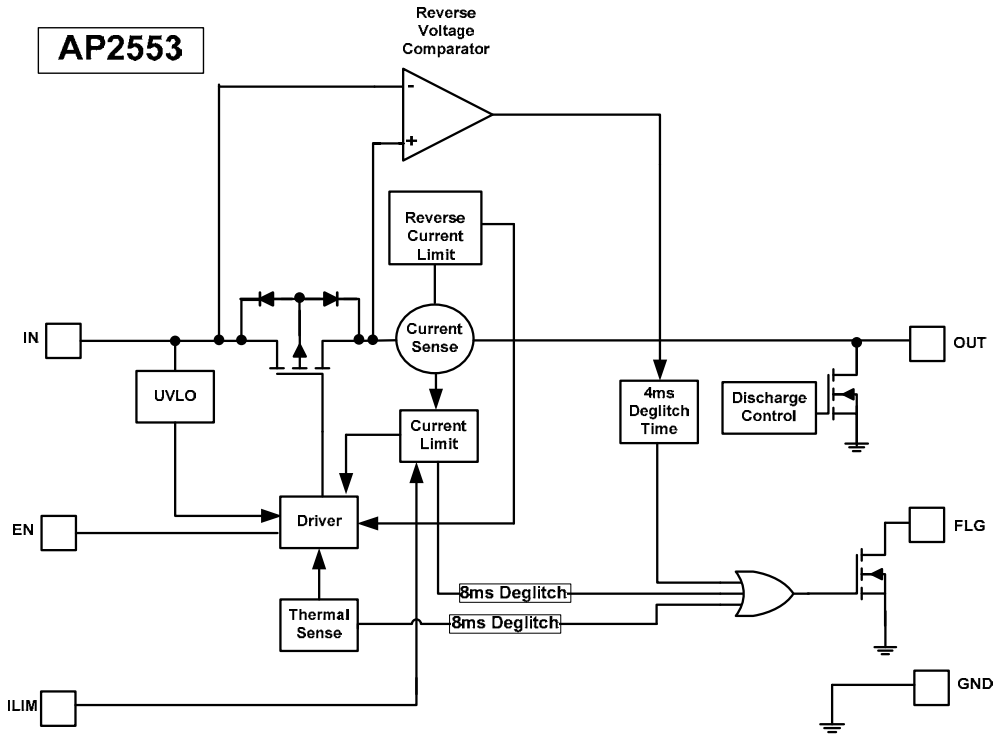 AP2553
Reverse
Voltage
Comparator
-
+
Reverse
Current
Limit
IN
Current
Sense
OUT
UVLO
4ms
Deglitch
Time
Discharge
Control
Current
Limit
Driver
EN
FLG
8ms Deglitch
Thermal
Sense
8ms Deglitch
GND
ILIM